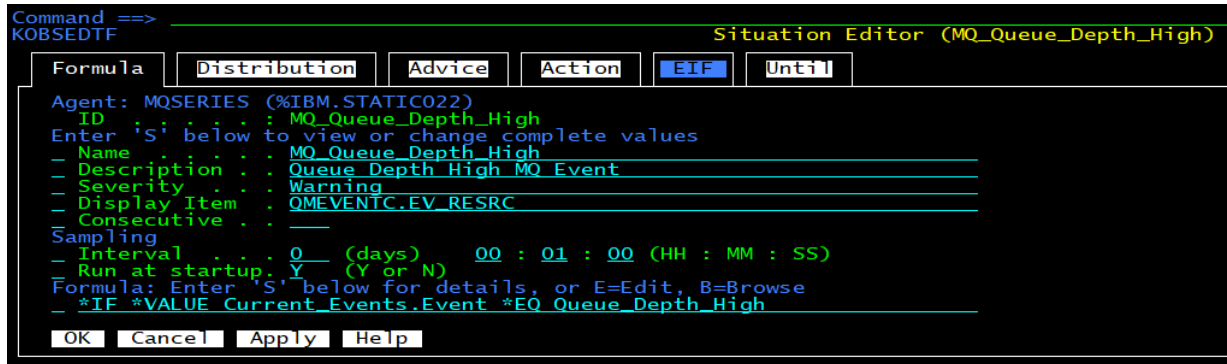 Command ==>
KOBSEDTF Situation Editor (MQ_Queue_Depth_High)
Formula Distribution Advice Action EIF Until
Agent: MQSERIES (%IBM.STATIC022)
ID . . . . . : MQ_Queue_Depth_High
Enter 'S' below to view or change complete values
_ Name . . . . . MQ_Queue_Depth_High
_ Description . . Queue Depth High MQ Event
_ Severity . . . Warning
_ Display Item . QMEVENTC.EV_RESRC
_ Consecutive . . ___
Sampling
_ Interval . . . 0__ (days) 00 : 01 : 00 (HH : MM : SS)
_ Run at startup. Y (Y or N)
Formula: Enter 'S' below for details, or E=Edit, B=Browse
_ *IF *VALUE Current_Events.Event *EQ Queue_Depth_High
OK Cancel Apply Help